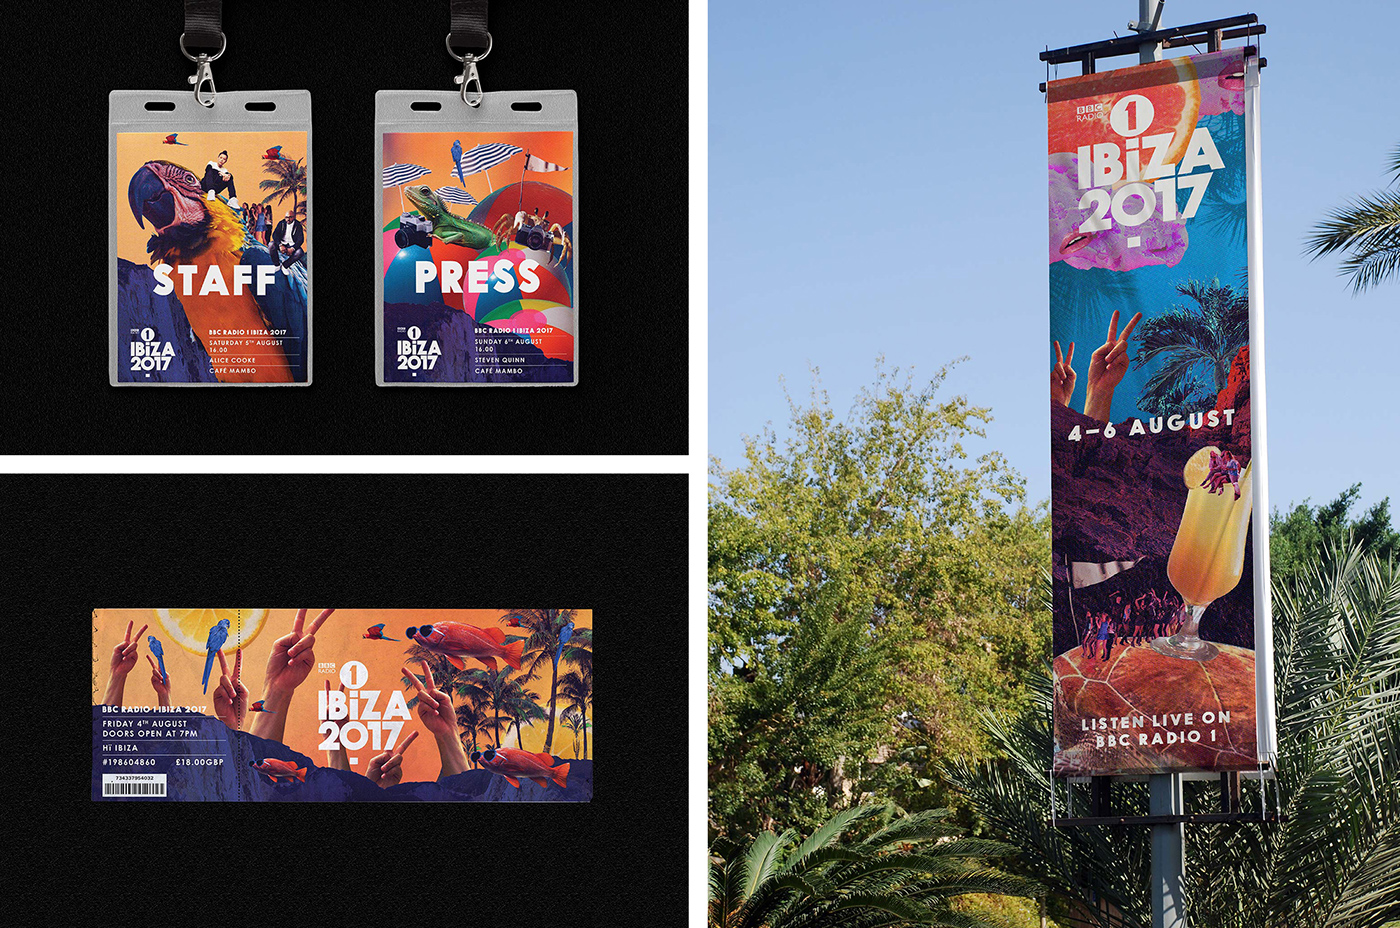 STAFF
BBC
RADIO
1
IBiZA
2017
BBC RADIO 1 IBIZA 2017
SATURDAY 5TH AUGUST
16.00
ALICE COOKE
CAFÉ MAMBO
PRESS
BBC
RADIO
1
IBiZA
2017
BBC RADIO 1 IBIZA 2017
SUNDAY 6TH AUGUST
16.00
STEVEN QUINN
CAFÉ MAMBO
BBC RADIO 1 IBIZA 2017
FRIDAY 4TH AUGUST
DOORS OPEN AT 7PM
Hï IBIZA
#198604860 £18.00GBP
734337954032
BBC
RADIO
1
IBiZA
2017
BBC
RADIO
1
IBiZA
2017
4–6 AUGUST
LISTEN LIVE ON
BBC RADIO 1